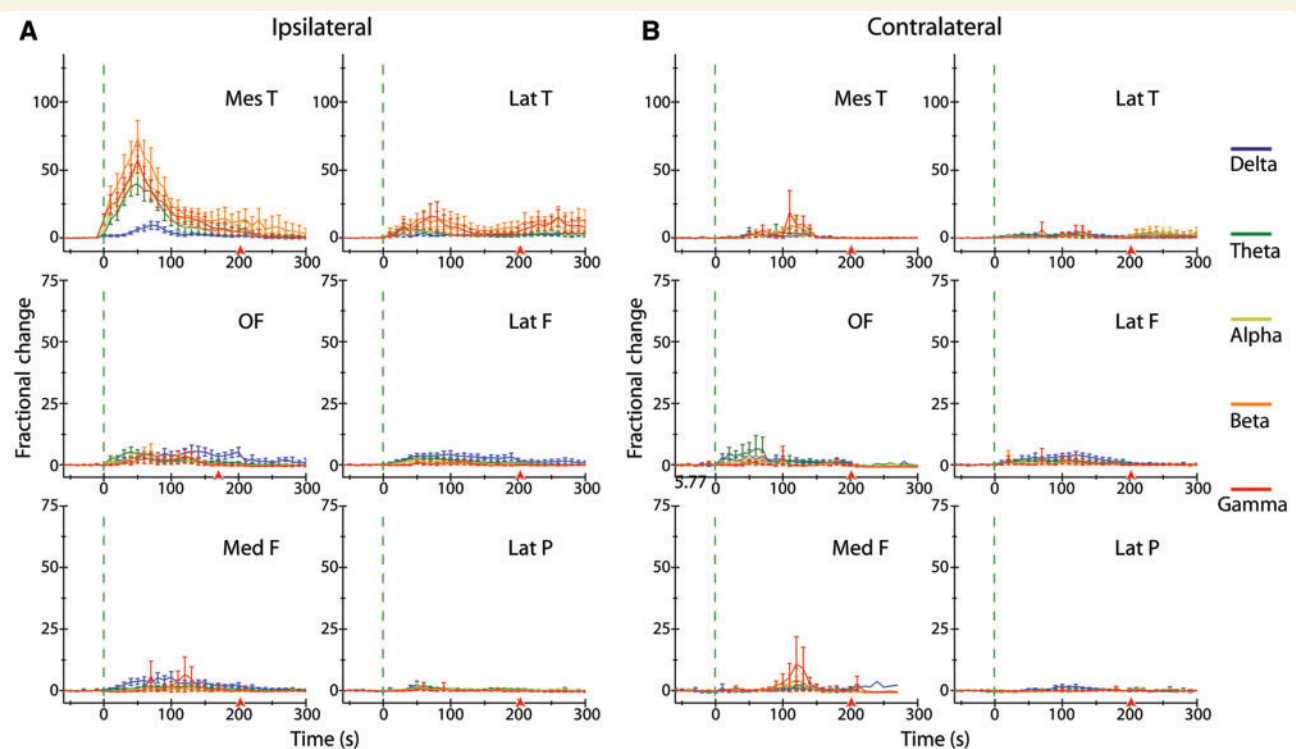 A Ipsilateral
Mes T
100
50
0
0 100 200 300
Lat T
100
50
0
0 100 200 300
OF
75
50
25
0
0 100 200 300
Lat F
75
50
25
0
0 100 200 300
Med F
75
50
25
0
0 100 200 300
Lat P
75
50
25
0
0 100 200 300
Fractional change
Time (s)
B Contralateral
Mes T
100
50
0
0 100 200 300
Lat T
100
50
0
0 100 200 300
OF
75
50
25
0
5.77
0 100 200 300
Lat F
75
50
25
0
0 100 200 300
Med F
75
50
25
0
0 100 200 300
Lat P
75
50
25
0
0 100 200 300
Fractional change
Time (s)
Delta
Theta
Alpha
Beta
Gamma